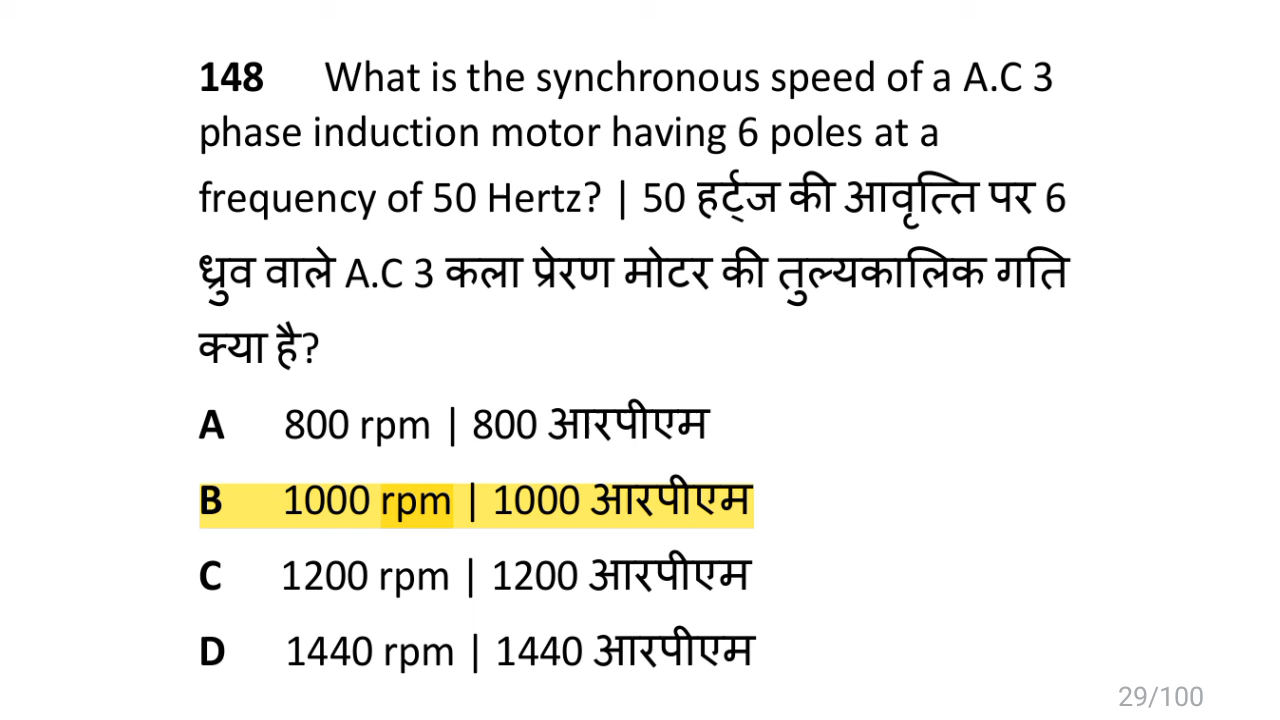 148 What is the synchronous speed of a A.C 3
phase induction motor having 6 poles at a
frequency of 50 Hertz? | 50 हर्ट्ज की आवृत्ति पर 6
ध्रुव वाले A.C 3 कला प्रेरण मोटर की तुल्यकालिक गति
क्या है?
A 800 rpm | 800 आरपीएम
B 1000 rpm | 1000 आरपीएम
C 1200 rpm | 1200 आरपीएम
D 1440 rpm | 1440 आरपीएम
29/100